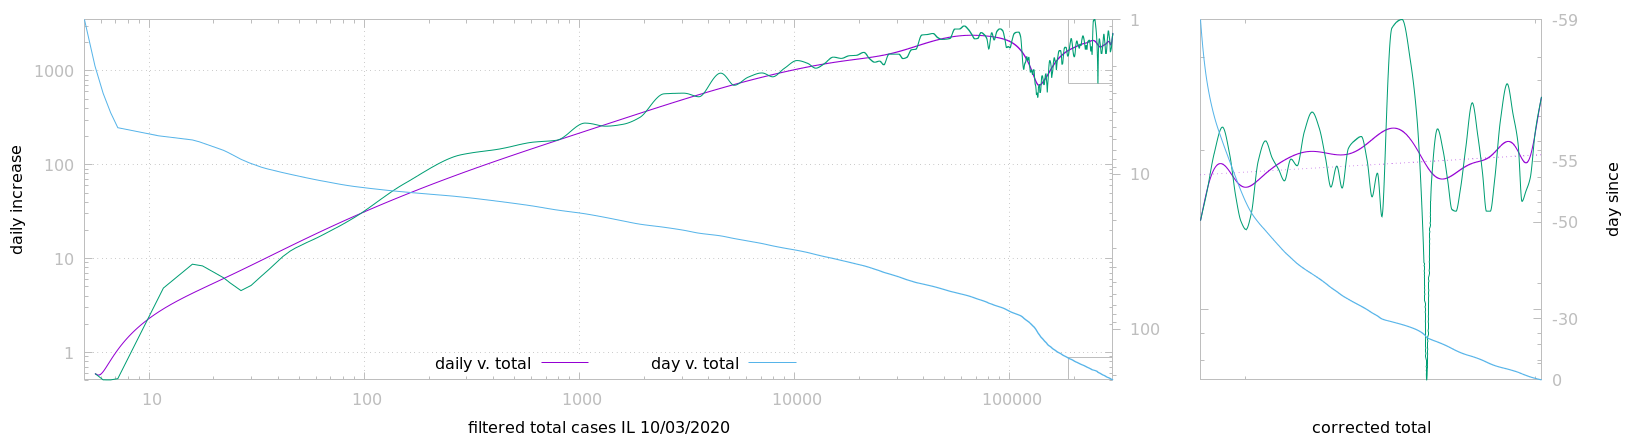 daily increase
1000
100
10
1
daily v. total
day v. total
10
100
1000
10000
100000
filtered total cases IL 10/03/2020
1
10
100
-59
-55
-50
-30
0
day since
corrected total